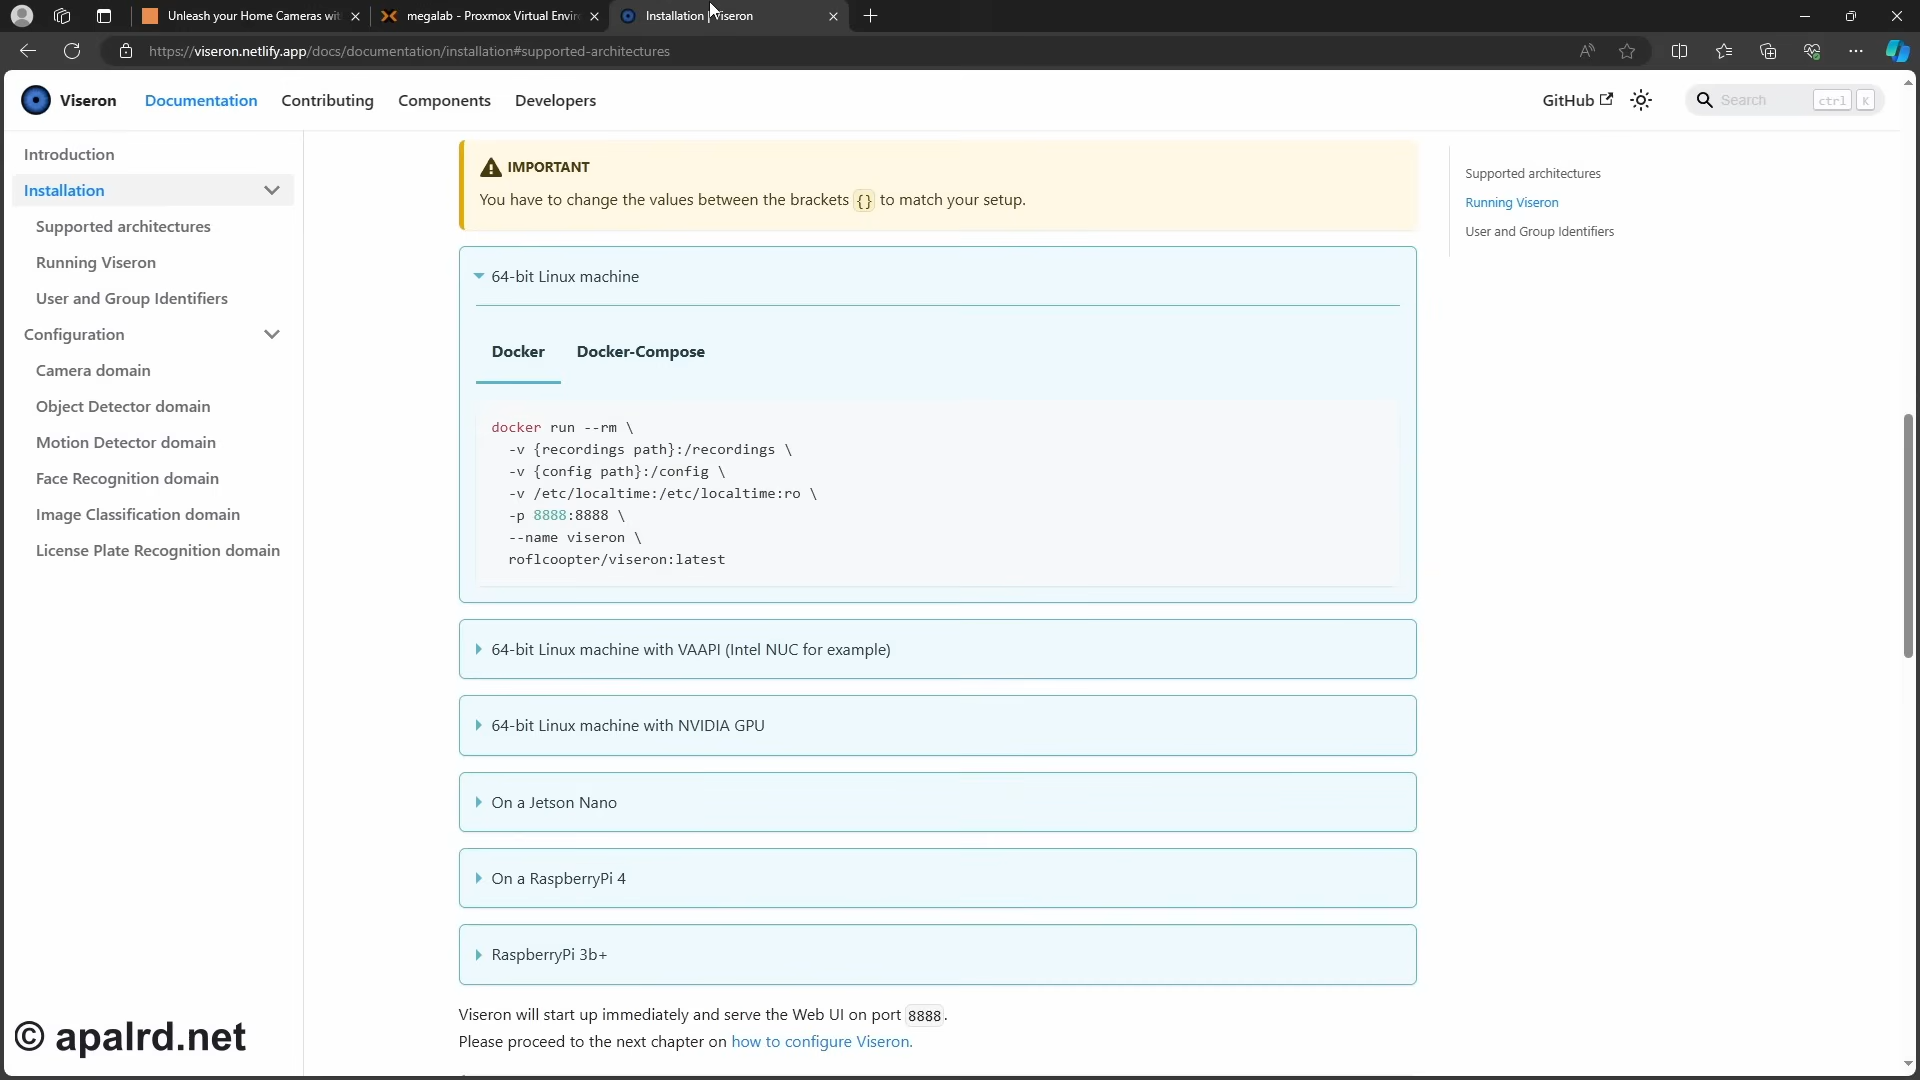 Unleash your Home Cameras wit
megalab - Proxmox Virtual Enviro
Installation | Viseron
https://viseron.netlify.app/docs/documentation/installation#supported-architectures
Viseron
Documentation
Contributing
Components
Developers
GitHub
Search
ctrl
K
Introduction
Installation
Supported architectures
Running Viseron
User and Group Identifiers
Configuration
Camera domain
Object Detector domain
Motion Detector domain
Face Recognition domain
Image Classification domain
License Plate Recognition domain
IMPORTANT
You have to change the values between the brackets {} to match your setup.
64-bit Linux machine
Docker
Docker-Compose
docker run --rm \
-v {recordings path}:/recordings \
-v {config path}:/config \
-v /etc/localtime:/etc/localtime:ro \
-p 8888:8888 \
--name viseron \
roflcoopter/viseron:latest
64-bit Linux machine with VAAPI (Intel NUC for example)
64-bit Linux machine with NVIDIA GPU
On a Jetson Nano
On a RaspberryPi 4
RaspberryPi 3b+
Viseron will start up immediately and serve the Web UI on port 8888.
Please proceed to the next chapter on how to configure Viseron.
Supported architectures
Running Viseron
User and Group Identifiers
© apalrd.net